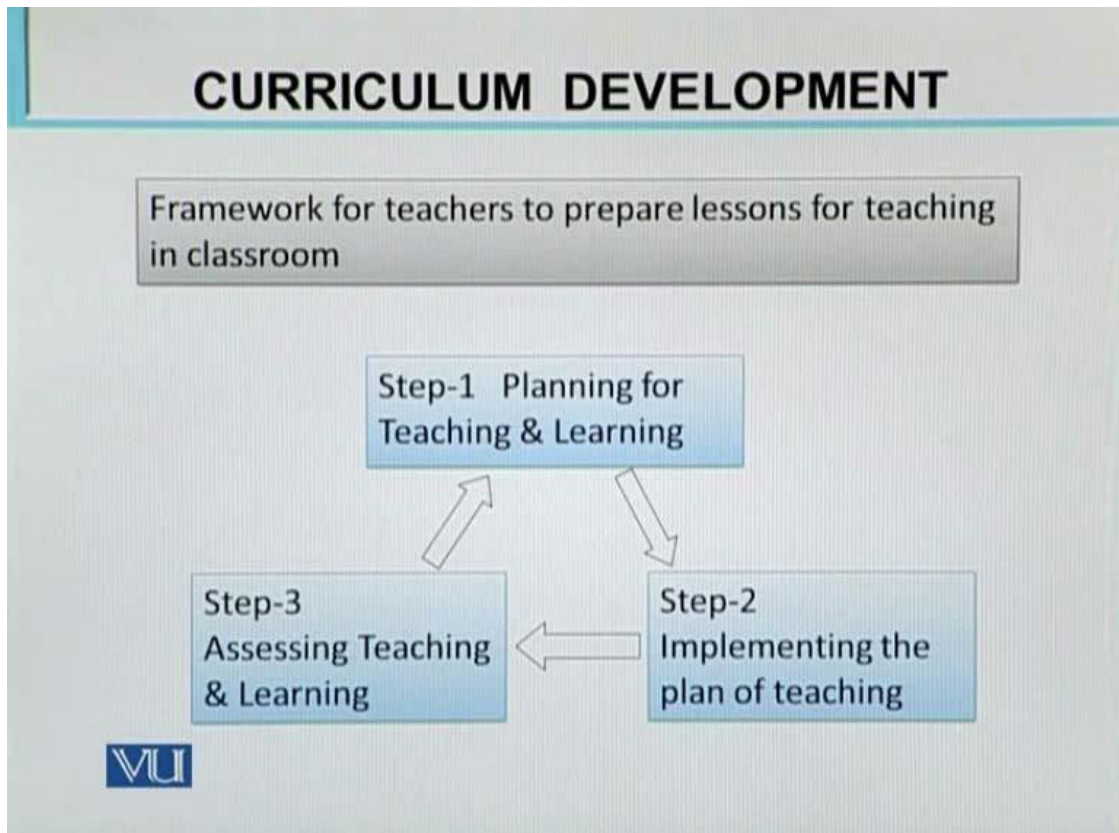 CURRICULUM DEVELOPMENT
Framework for teachers to prepare lessons for teaching
in classroom
Step-1 Planning for
Teaching & Learning
Step-3
Assessing Teaching
& Learning
Step-2
Implementing the
plan of teaching
VU